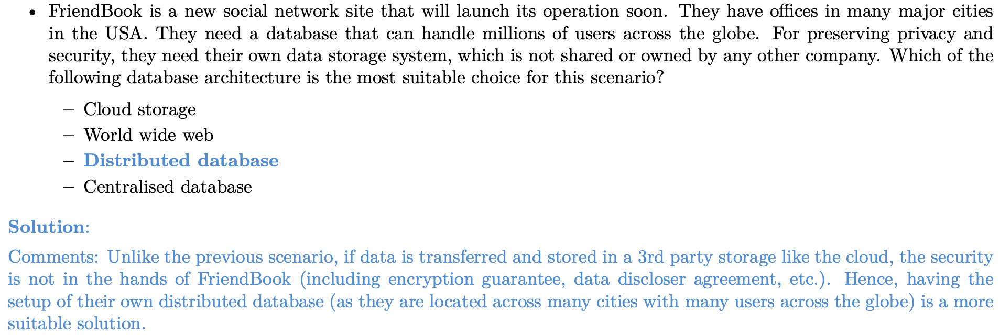 • FriendBook is a new social network site that will launch its operation soon. They have offices in many major cities
in the USA. They need a database that can handle millions of users across the globe. For preserving privacy and
security, they need their own data storage system, which is not shared or owned by any other company. Which of the
following database architecture is the most suitable choice for this scenario?
– Cloud storage
– World wide web
– Distributed database
– Centralised database
Solution:
Comments: Unlike the previous scenario, if data is transferred and stored in a 3rd party storage like the cloud, the security
is not in the hands of FriendBook (including encryption guarantee, data discloser agreement, etc.). Hence, having the
setup of their own distributed database (as they are located across many cities with many users across the globe) is a more
suitable solution.